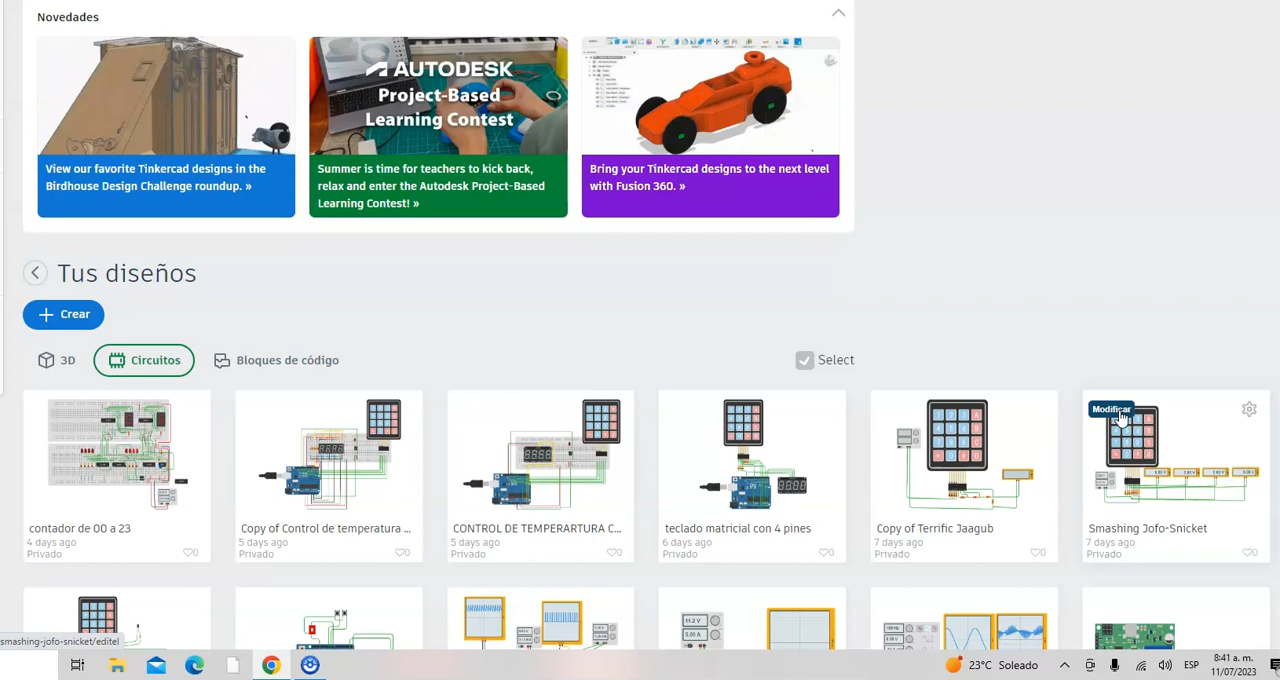 Novedades
AUTODESK
Project-Based
Learning Contest
View our favorite Tinkercad designs in the
Birdhouse Design Challenge roundup. »
Summer is time for teachers to kick back,
relax and enter the Autodesk Project-Based
Learning Contest! »
Bring your Tinkercad designs to the next level
with Fusion 360. »
Tus diseños
+ Crear
3D
Circuitos
Bloques de código
Select
Modificar
contador de 00 a 23
4 days ago
Privado
0
Copy of Control de temperatura ...
5 days ago
Privado
0
CONTROL DE TEMPERARTURA C...
5 days ago
Privado
0
teclado matricial con 4 pines
6 days ago
Privado
0
Copy of Terrific Jaagub
7 days ago
Privado
0
Smashing Jofo-Snicket
7 days ago
Privado
0
smashing-jofo-snicket/editel
23°C Soleado
ESP
8:41 a. m.
11/07/2023